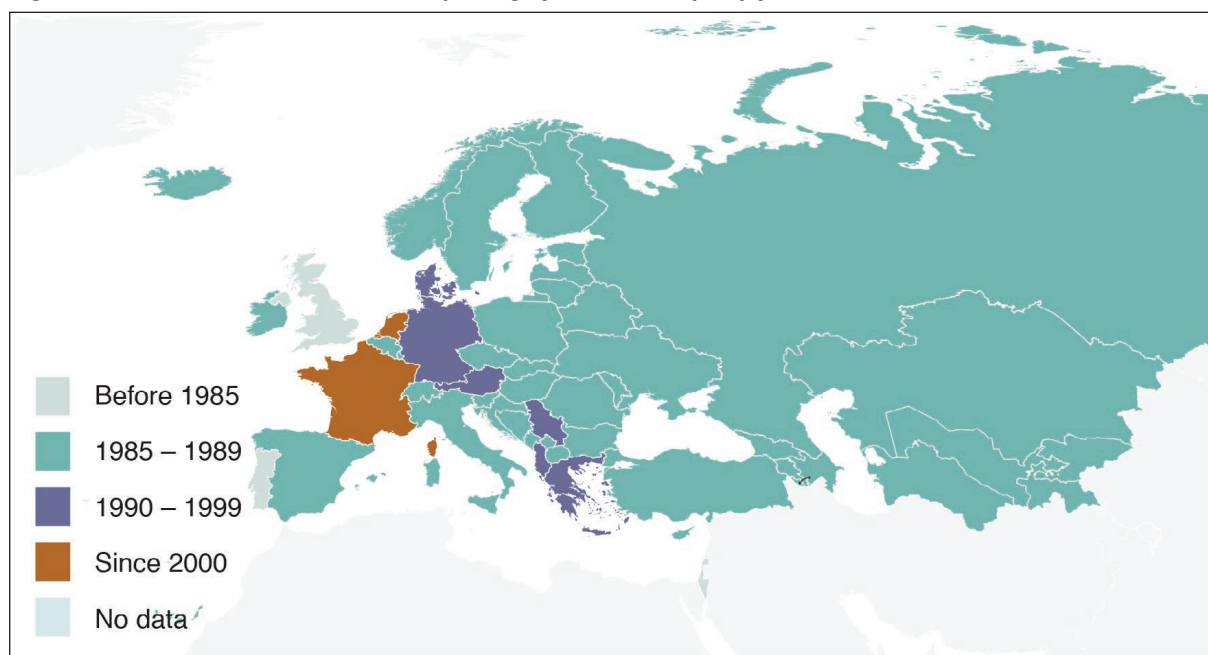 Before 1985
1985 – 1989
1990 – 1999
Since 2000
No data